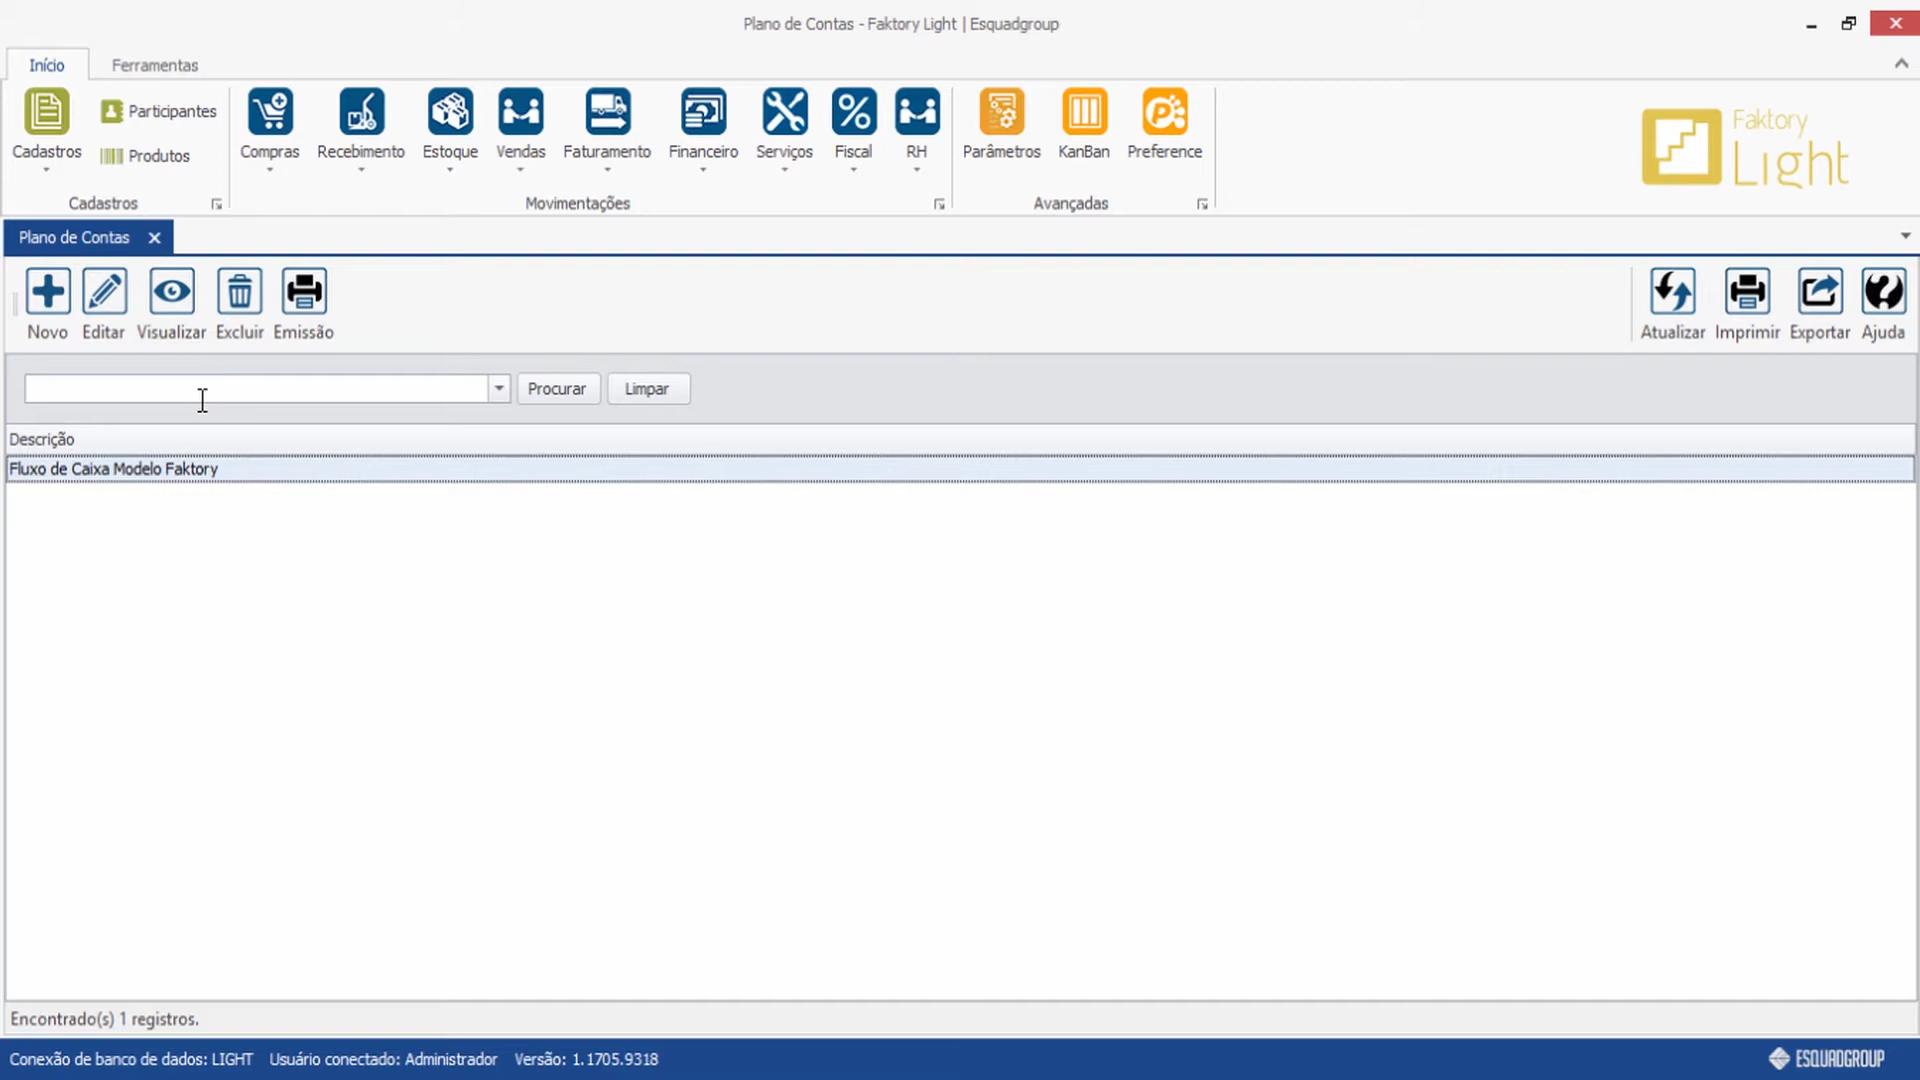 Plano de Contas - Faktory Light | Esquadgroup
Início Ferramentas
Cadastros
Participantes
Produtos
Compras Recebimento Estoque Vendas Faturamento Financeiro Serviços Fiscal RH
Parâmetros KanBan Preference
Cadastros Movimentações Avançadas
Faktory
Light
Plano de Contas
Novo Editar Visualizar Excluir Emissão Atualizar Imprimir Exportar Ajuda
Procurar Limpar
Descrição
Fluxo de Caixa Modelo Faktory
Encontrado(s) 1 registros.
Conexão de banco de dados: LIGHT Usuário conectado: Administrador Versão: 1.1705.9318 ESQUADGROUP